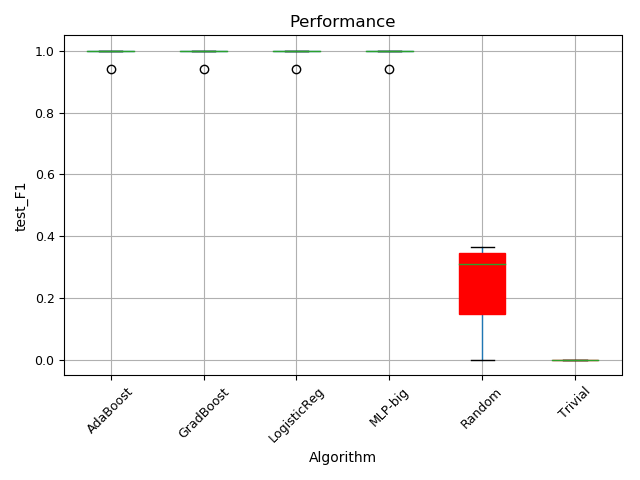 Performance
test_F1
1.0
0.8
0.6
0.4
0.2
0.0
AdaBoost
GradBoost
LogisticReg
MLP-big
Random
Trivial
Algorithm